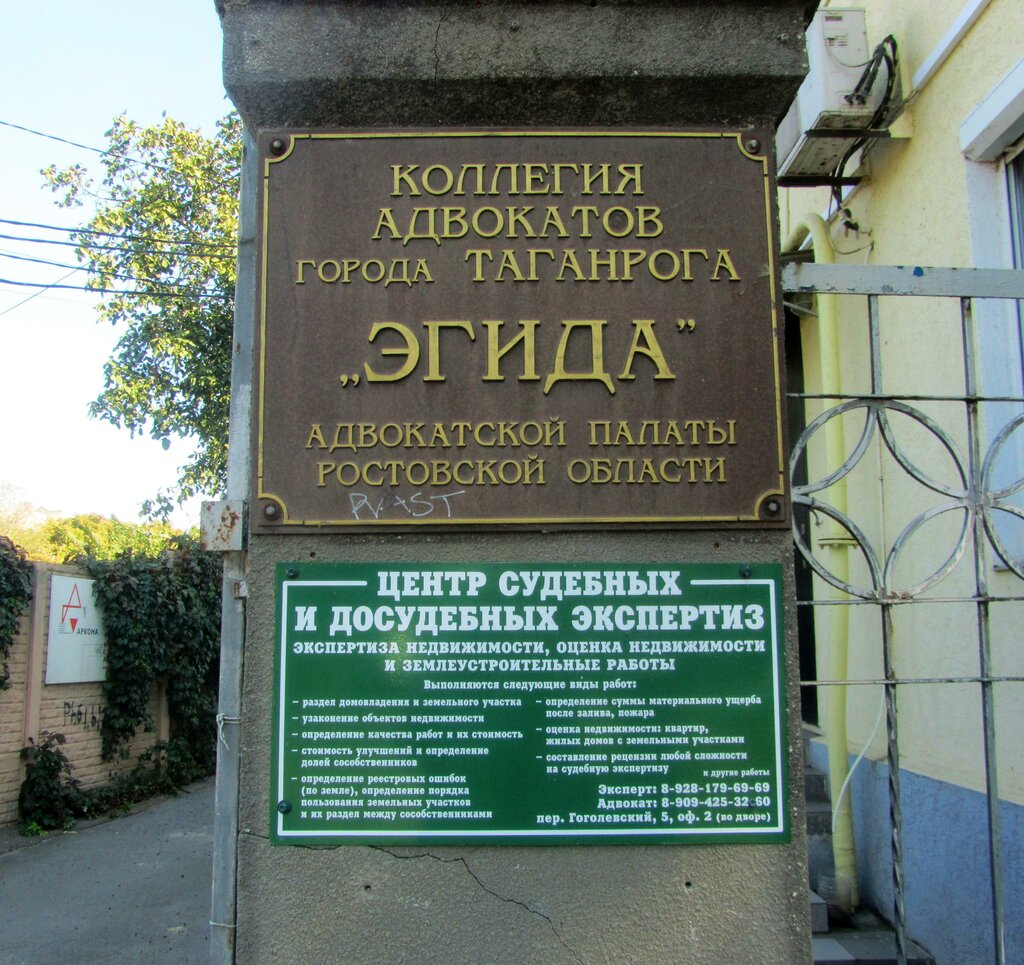 КОЛЛЕГИЯ
АДВОКАТОВ
ГОРОДА ТАГАНРОГА
„ЭГИДА”
АДВОКАТСКОЙ ПАЛАТЫ
РОСТОВСКОЙ ОБЛАСТИ
ЦЕНТР СУДЕБНЫХ
И ДОСУДЕБНЫХ ЭКСПЕРТИЗ
ЭКСПЕРТИЗА НЕДВИЖИМОСТИ, ОЦЕНКА НЕДВИЖИМОСТИ
И ЗЕМЛЕУСТРОИТЕЛЬНЫЕ РАБОТЫ
Выполняются следующие виды работ:
– раздел домовладения и земельного участка
– узаконение объектов недвижимости
– определение качества работ и их стоимость
– стоимость улучшений и определение
долей сособственников
– определение реестровых ошибок
(по земле), определение порядка
пользования земельных участков
и их раздел между сособственниками
– определение суммы материального ущерба
после залива, пожара
– оценка недвижимости: квартир,
жилых домов с земельными участками
– составление рецензии любой сложности
на судебную экспертизу
и другие работы
Эксперт: 8-928-179-69-69
Адвокат: 8-909-425-32-60
пер. Гоголевский, 5, оф. 2 (во дворе)
АРКОНА